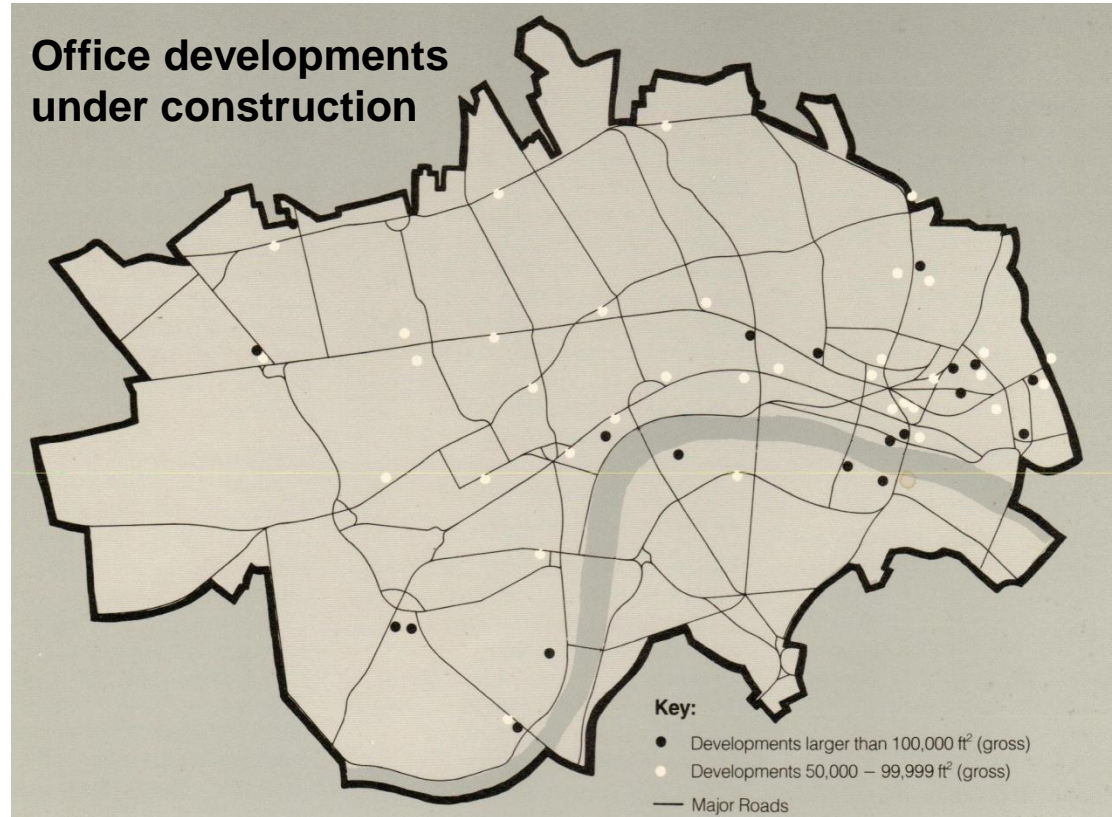 Office developments
under construction
Key:
Developments larger than 100,000 ft² (gross)
Developments 50,000 – 99,999 ft² (gross)
Major Roads